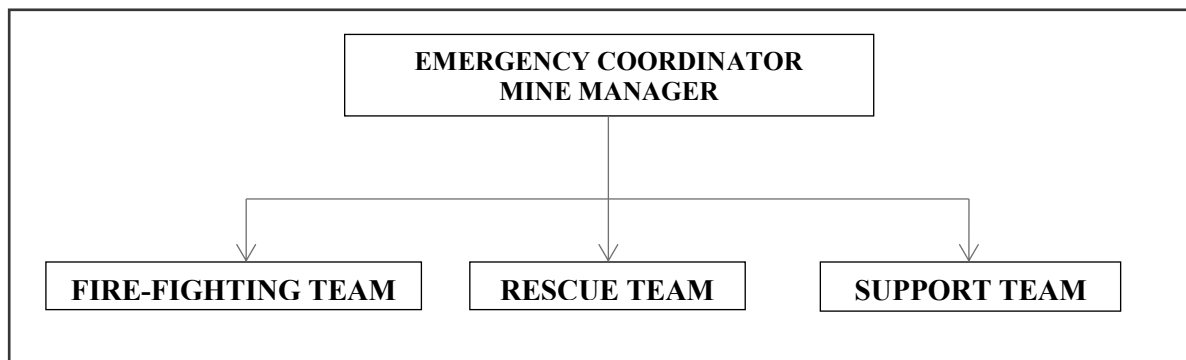 EMERGENCY COORDINATOR
MINE MANAGER
FIRE-FIGHTING TEAM
RESCUE TEAM
SUPPORT TEAM